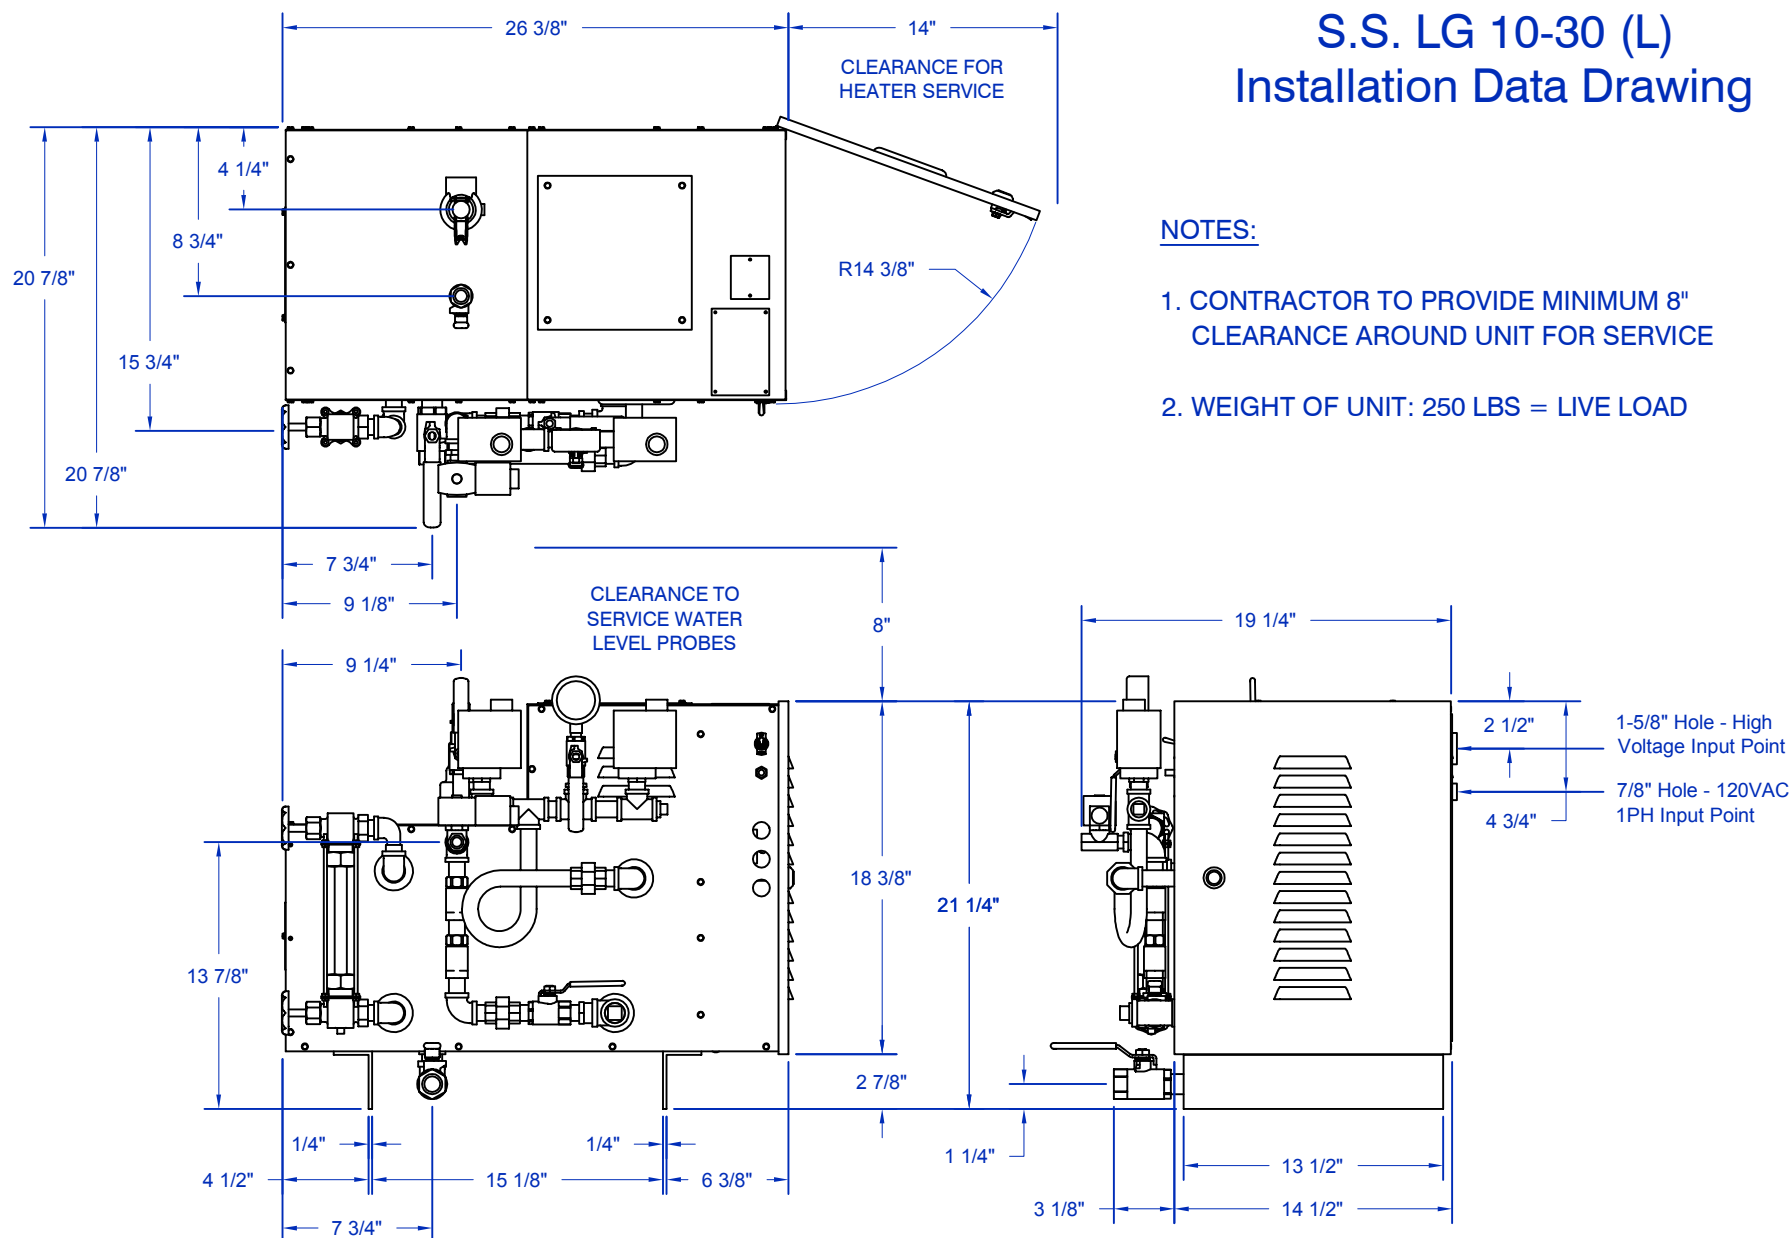 S.S. LG 10-30 (L)
Installation Data Drawing
26 3/8"
14"
CLEARANCE FOR
HEATER SERVICE
4 1/4"
8 3/4"
20 7/8"
15 3/4"
20 7/8"
R14 3/8"
7 3/4"
9 1/8"
NOTES:
1. CONTRACTOR TO PROVIDE MINIMUM 8"
CLEARANCE AROUND UNIT FOR SERVICE
2. WEIGHT OF UNIT: 250 LBS = LIVE LOAD
CLEARANCE TO
SERVICE WATER
LEVEL PROBES
8"
9 1/4"
18 3/8"
21 1/4"
13 7/8"
2 7/8"
1/4"
1/4"
4 1/2"
15 1/8"
6 3/8"
7 3/4"
19 1/4"
2 1/2"
1-5/8" Hole - High
Voltage Input Point
7/8" Hole - 120VAC
1PH Input Point
4 3/4"
1 1/4"
13 1/2"
3 1/8"
14 1/2"